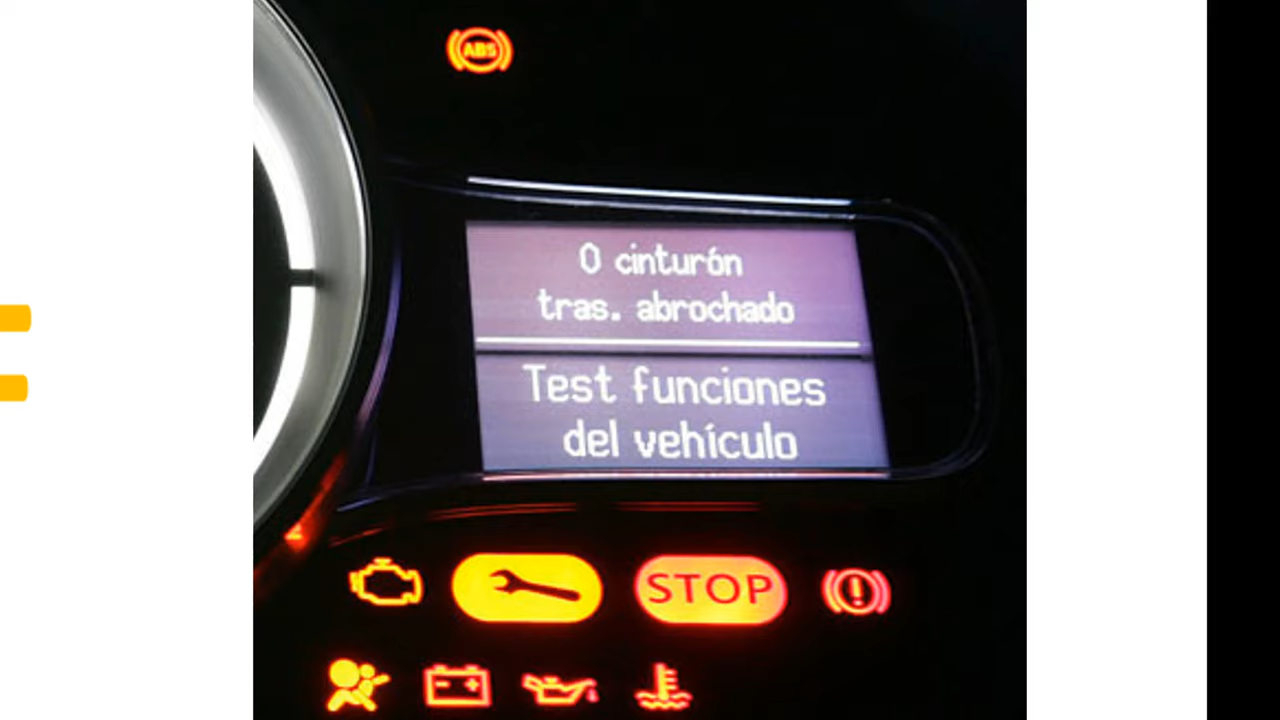 ABS
0 cinturón
tras. abrochado
Test funciones
del vehículo
STOP